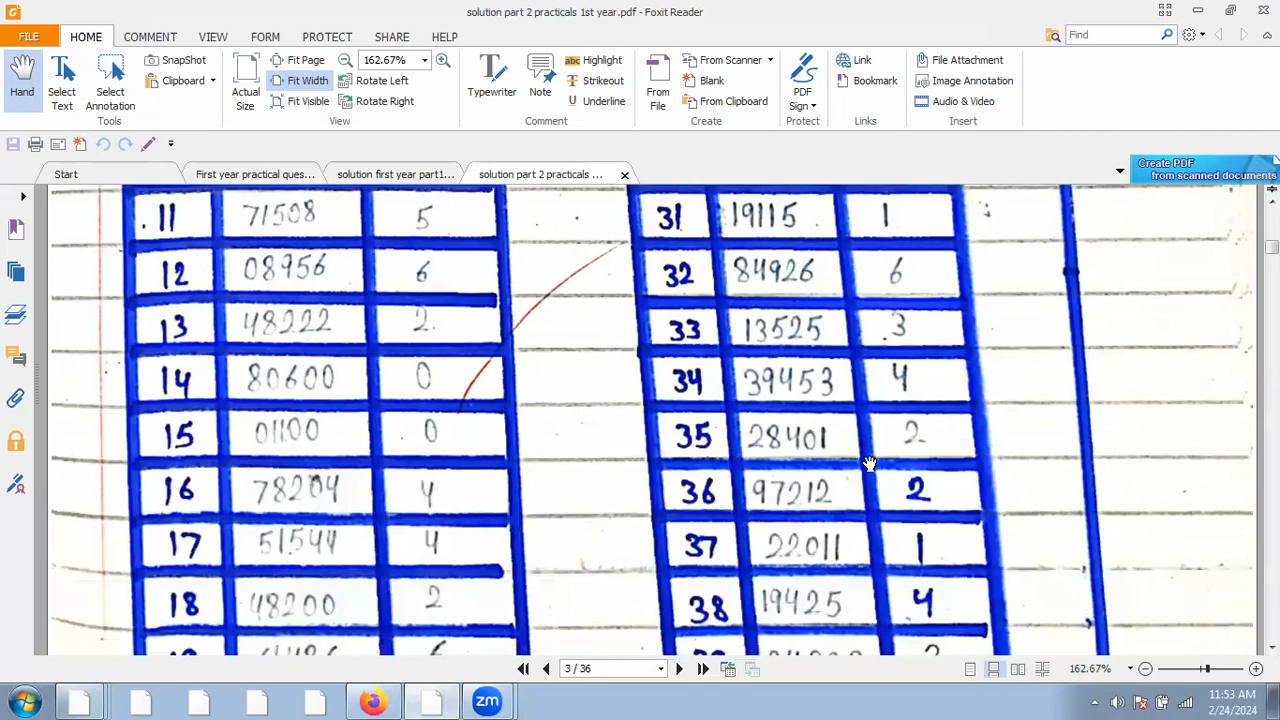 solution part 2 practicals 1st year.pdf - Foxit Reader
FILE HOME COMMENT VIEW FORM PROTECT SHARE HELP
Find
Hand
Select Text
Select Annotation
SnapShot
Clipboard
Tools
Actual Size
Fit Page
Fit Width
Fit Visible
162.67%
Rotate Left
Rotate Right
View
Typewriter
Note
Highlight
Strikeout
Underline
Comment
From File
From Scanner
Blank
From Clipboard
Create
PDF Sign
Protect
Link
Bookmark
Links
File Attachment
Image Annotation
Audio & Video
Insert
Start
First year practical ques...
solution first year part1...
solution part 2 practicals ...
Create PDF
from scanned documents
11 71508 5 31 19115 1
12 08956 6 32 84926 6
13 48222 2 33 13525 3
14 80600 0 34 39453 4
15 01100 0 35 28401 2
16 78204 4 36 97212 2
17 51544 4 37 22011 1
18 48200 2 38 19425 4
3 / 36
162.67%
zm
11:53 AM
2/24/2024